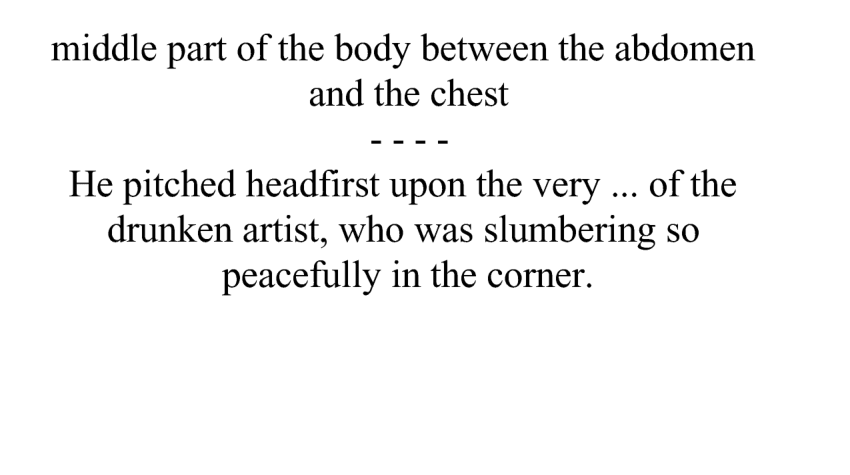 middle part of the body between the abdomen
and the chest
- - - -
He pitched headfirst upon the very ... of the
drunken artist, who was slumbering so
peacefully in the corner.